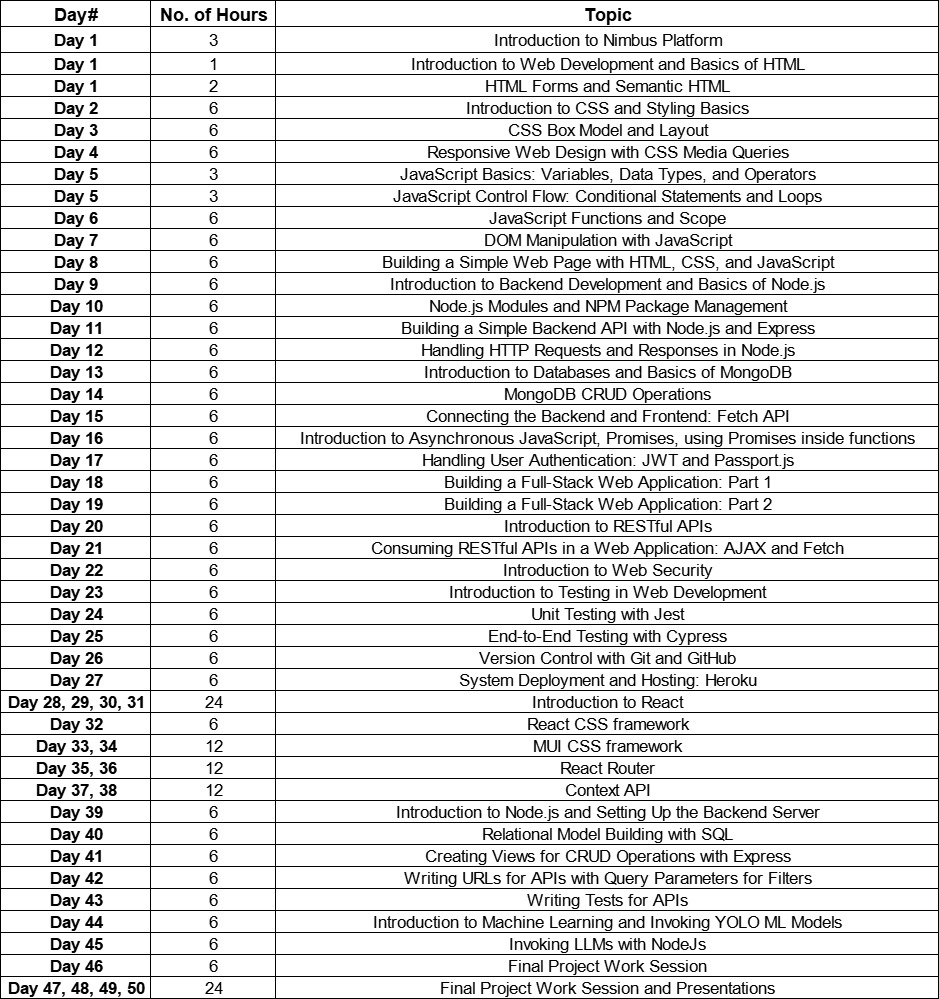 Day# No. of Hours Topic
Day 1 3 Introduction to Nimbus Platform
Day 1 1 Introduction to Web Development and Basics of HTML
Day 1 2 HTML Forms and Semantic HTML
Day 2 6 Introduction to CSS and Styling Basics
Day 3 6 CSS Box Model and Layout
Day 4 6 Responsive Web Design with CSS Media Queries
Day 5 3 JavaScript Basics: Variables, Data Types, and Operators
Day 5 3 JavaScript Control Flow: Conditional Statements and Loops
Day 6 6 JavaScript Functions and Scope
Day 7 6 DOM Manipulation with JavaScript
Day 8 6 Building a Simple Web Page with HTML, CSS, and JavaScript
Day 9 6 Introduction to Backend Development and Basics of Node.js
Day 10 6 Node.js Modules and NPM Package Management
Day 11 6 Building a Simple Backend API with Node.js and Express
Day 12 6 Handling HTTP Requests and Responses in Node.js
Day 13 6 Introduction to Databases and Basics of MongoDB
Day 14 6 MongoDB CRUD Operations
Day 15 6 Connecting the Backend and Frontend: Fetch API
Day 16 6 Introduction to Asynchronous JavaScript, Promises, using Promises inside functions
Day 17 6 Handling User Authentication: JWT and Passport.js
Day 18 6 Building a Full-Stack Web Application: Part 1
Day 19 6 Building a Full-Stack Web Application: Part 2
Day 20 6 Introduction to RESTful APIs
Day 21 6 Consuming RESTful APIs in a Web Application: AJAX and Fetch
Day 22 6 Introduction to Web Security
Day 23 6 Introduction to Testing in Web Development
Day 24 6 Unit Testing with Jest
Day 25 6 End-to-End Testing with Cypress
Day 26 6 Version Control with Git and GitHub
Day 27 6 System Deployment and Hosting: Heroku
Day 28, 29, 30, 31 24 Introduction to React
Day 32 6 React CSS framework
Day 33, 34 12 MUI CSS framework
Day 35, 36 12 React Router
Day 37, 38 12 Context API
Day 39 6 Introduction to Node.js and Setting Up the Backend Server
Day 40 6 Relational Model Building with SQL
Day 41 6 Creating Views for CRUD Operations with Express
Day 42 6 Writing URLs for APIs with Query Parameters for Filters
Day 43 6 Writing Tests for APIs
Day 44 6 Introduction to Machine Learning and Invoking YOLO ML Models
Day 45 6 Invoking LLMs with NodeJs
Day 46 6 Final Project Work Session
Day 47, 48, 49, 50 24 Final Project Work Session and Presentations